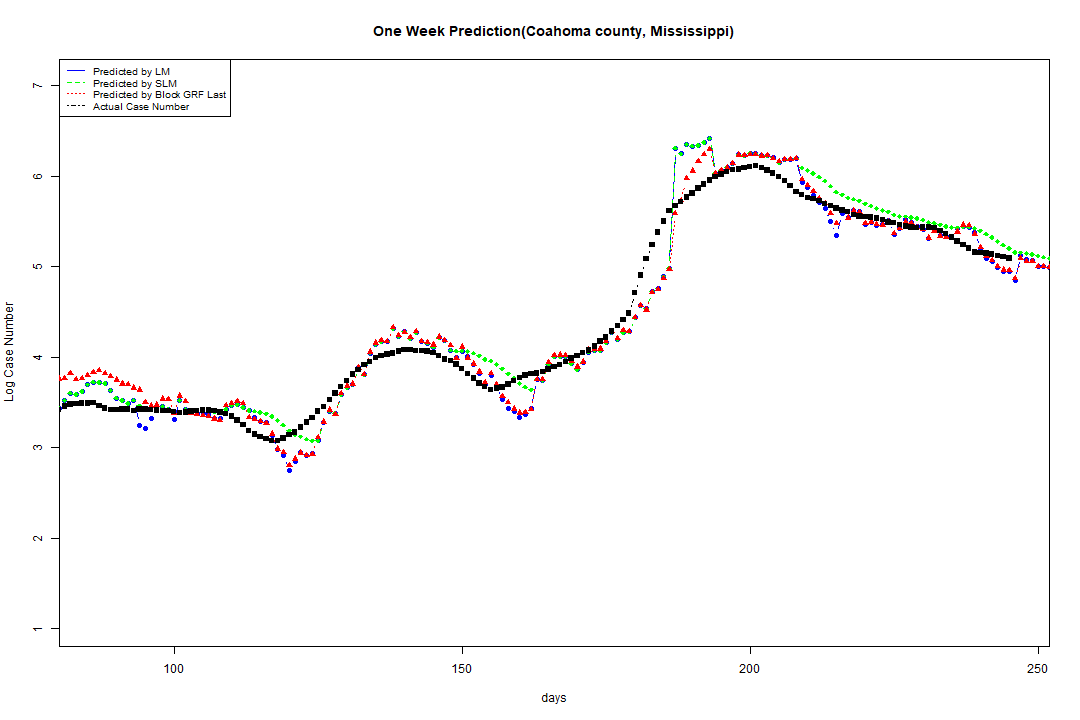 One Week Prediction(Coahoma county, Mississippi)
Predicted by LM
Predicted by SLM
Predicted by Block GRF Last
Actual Case Number
7
6
5
4
3
2
1
Log Case Number
100 150 200 250
days